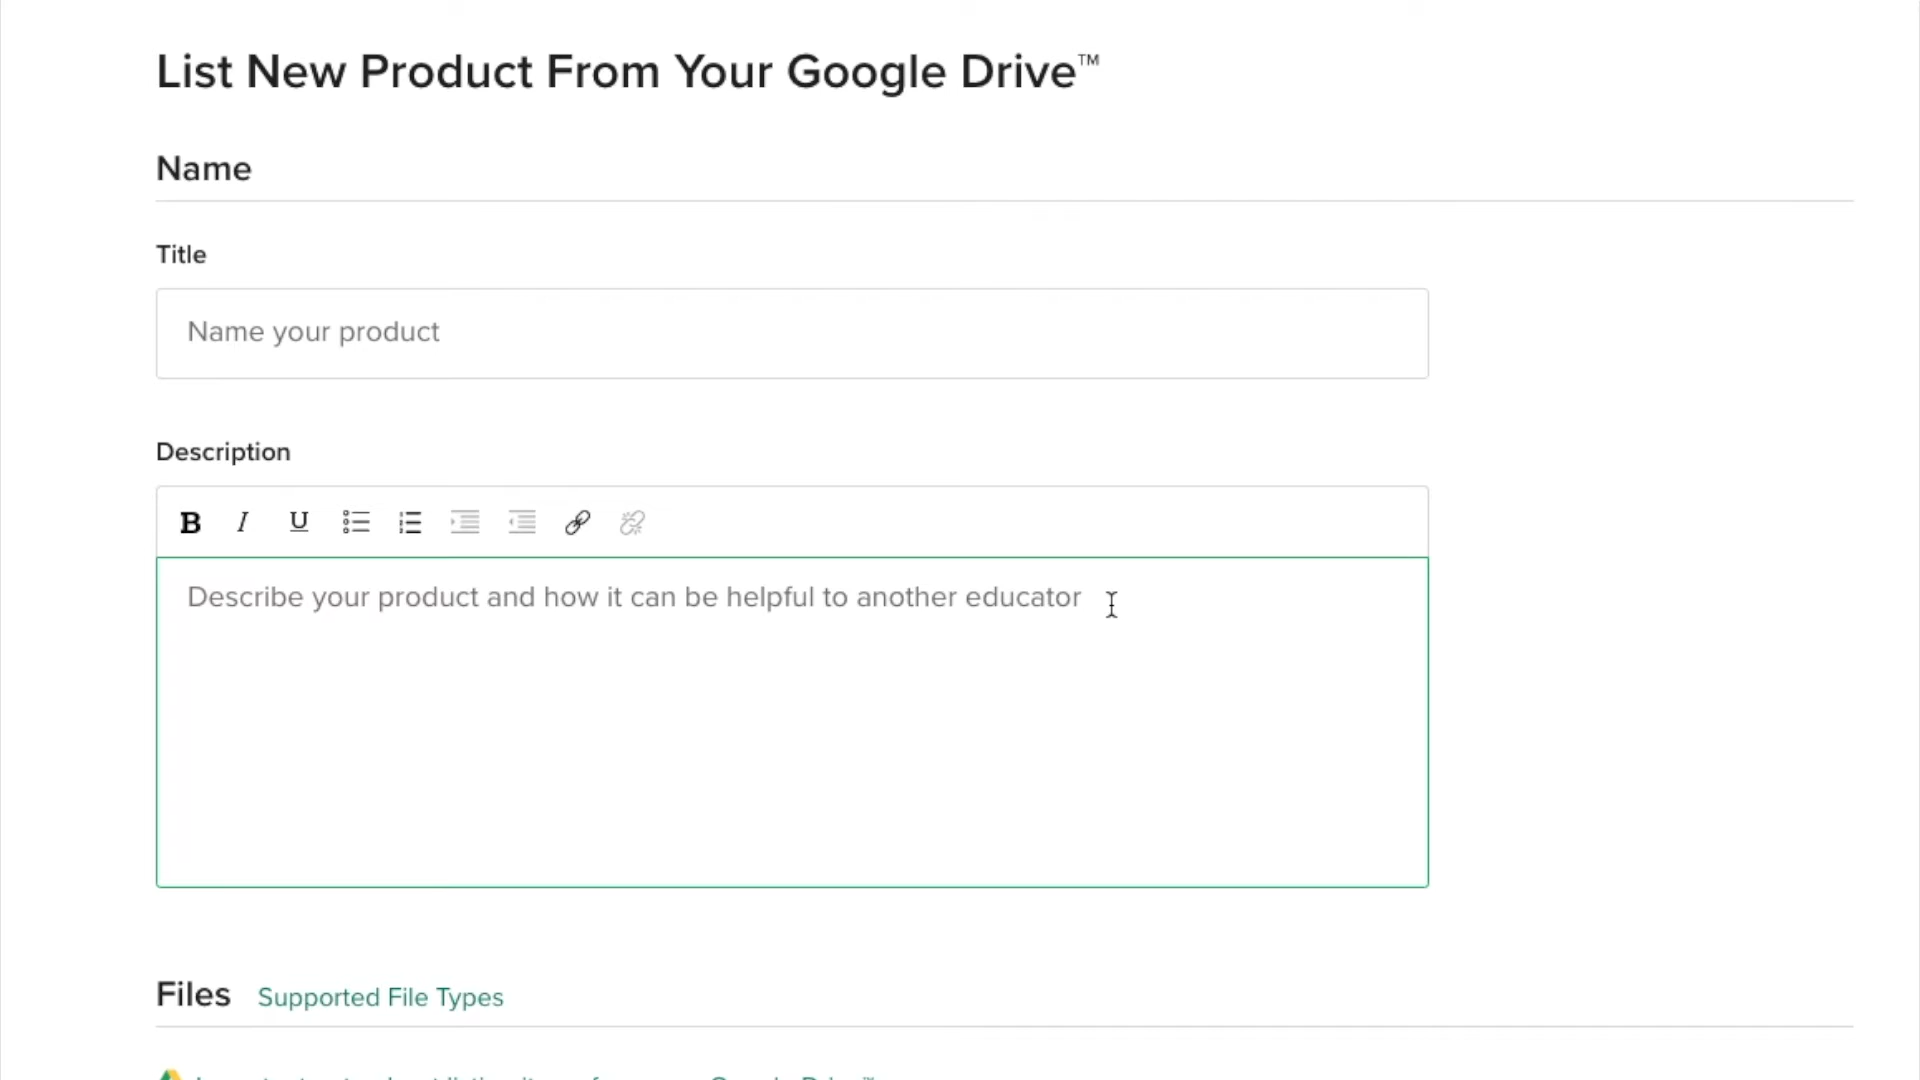 List New Product From Your Google Drive™
Name
Title
Name your product
Description
B I U
Describe your product and how it can be helpful to another educator
Files Supported File Types